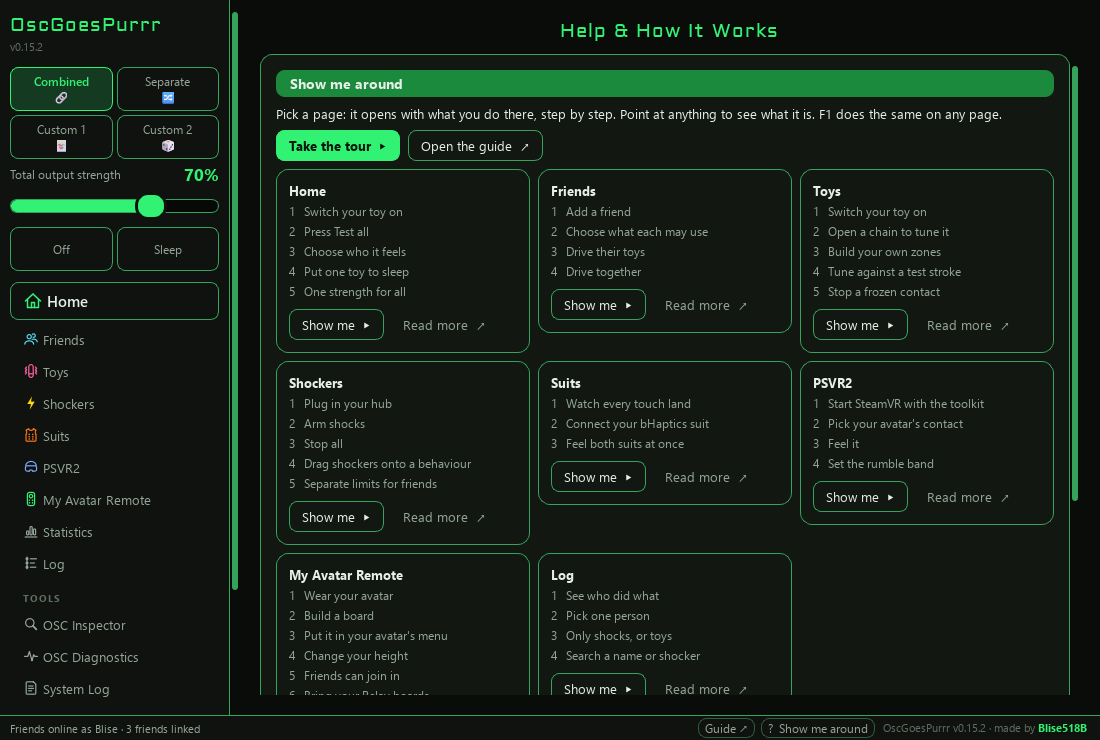 OscGoesPurrr
v0.15.2
Combined
Separate
Custom 1
Custom 2
Total output strength 70%
Off
Sleep
Home
Friends
Toys
Shockers
Suits
PSVR2
My Avatar Remote
Statistics
Log
TOOLS
OSC Inspector
OSC Diagnostics
System Log
Help & How It Works
Show me around
Pick a page: it opens with what you do there, step by step. Point at anything to see what it is. F1 does the same on any page.
Take the tour
Open the guide ↗
Home
1 Switch your toy on
2 Press Test all
3 Choose who it feels
4 Put one toy to sleep
5 One strength for all
Show me
Read more ↗
Friends
1 Add a friend
2 Choose what each may use
3 Drive their toys
4 Drive together
Show me
Read more ↗
Toys
1 Switch your toy on
2 Open a chain to tune it
3 Build your own zones
4 Tune against a test stroke
5 Stop a frozen contact
Show me
Read more ↗
Shockers
1 Plug in your hub
2 Arm shocks
3 Stop all
4 Drag shockers onto a behaviour
5 Separate limits for friends
Show me
Read more ↗
Suits
1 Watch every touch land
2 Connect your bHaptics suit
3 Feel both suits at once
Show me
Read more ↗
PSVR2
1 Start SteamVR with the toolkit
2 Pick your avatar's contact
3 Feel it
4 Set the rumble band
Show me
Read more ↗
My Avatar Remote
1 Wear your avatar
2 Build a board
3 Put it in your avatar's menu
4 Change your height
5 Friends can join in
Log
1 See who did what
2 Pick one person
3 Only shocks, or toys
4 Search a name or shocker
Show me
Read more ↗
Friends online as Blise · 3 friends linked
Guide ↗
? Show me around
OscGoesPurrr v0.15.2 · made by Blise518B